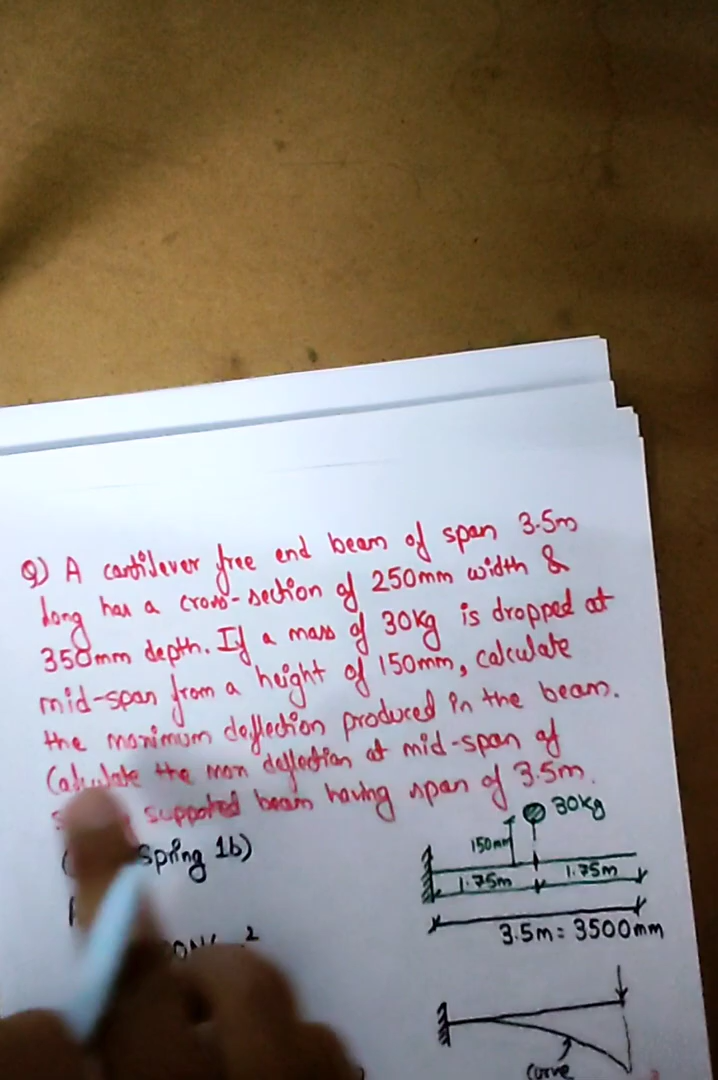 Q) A cantilever free end beam of span 3.5m
long has a cross-section of 250mm width &
350mm depth. If a mass of 30kg is dropped at
mid-span from a height of 150mm, calculate
the maximum deflection produced in the beam.
Calculate the max deflection at mid-span of
supported beam having span of 3.5m.
spring 16)
30kg
150mm
1.75m 1.75m
3.5m = 3500mm
2
curve